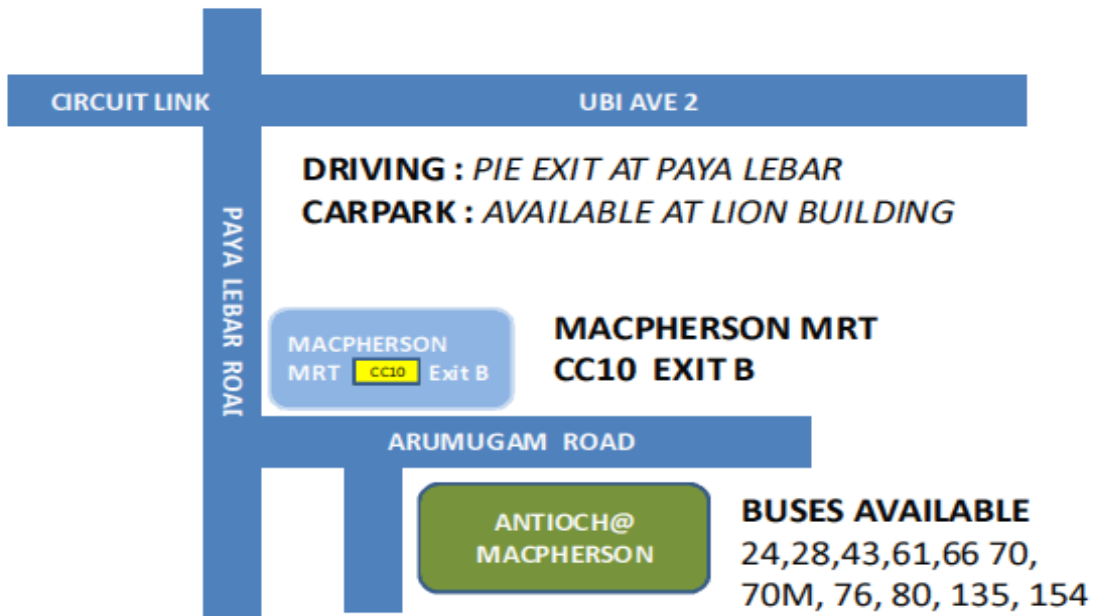 CIRCUIT LINK
UBI AVE 2
DRIVING : PIE EXIT AT PAYA LEBAR
CARPARK : AVAILABLE AT LION BUILDING
PAYA LEBAR ROAD
MACPHERSON
MRT CC10 Exit B
MACPHERSON MRT
CC10 EXIT B
ARUMUGAM ROAD
ANTIOCH@
MACPHERSON
BUSES AVAILABLE
24,28,43,61,66 70,
70M, 76, 80, 135, 154